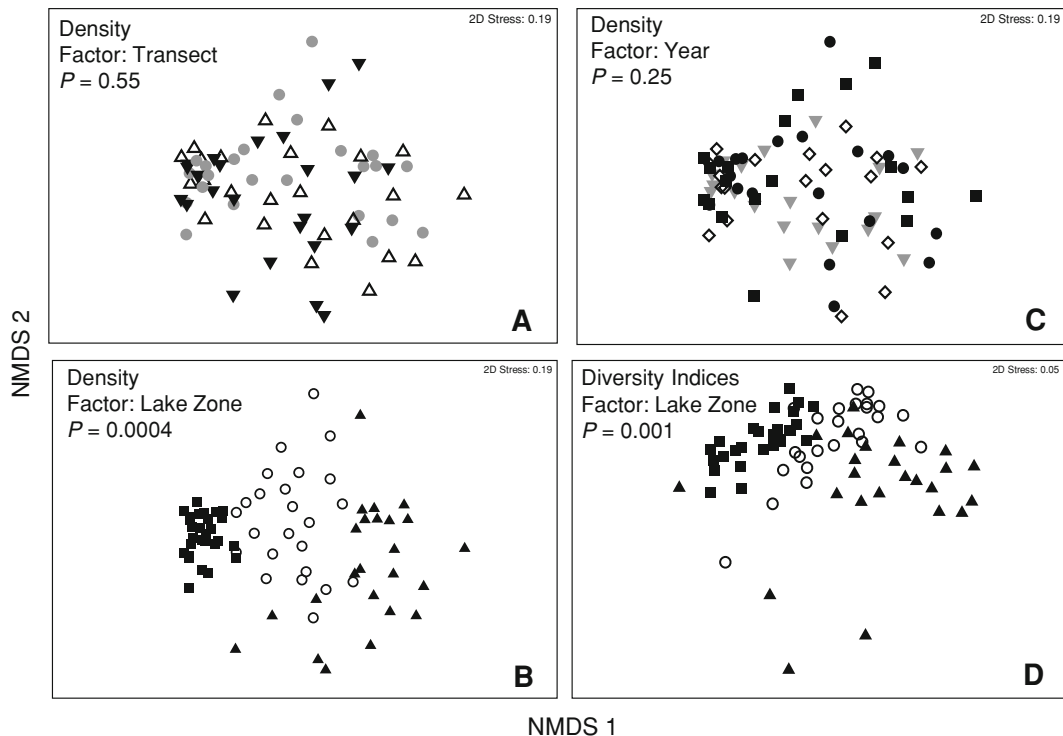 Density
Factor: Transect
P = 0.55
2D Stress: 0.19
A
Density
Factor: Year
P = 0.25
2D Stress: 0.19
C
Density
Factor: Lake Zone
P = 0.0004
2D Stress: 0.19
B
Diversity Indices
Factor: Lake Zone
P = 0.001
2D Stress: 0.05
D
NMDS 2
NMDS 1